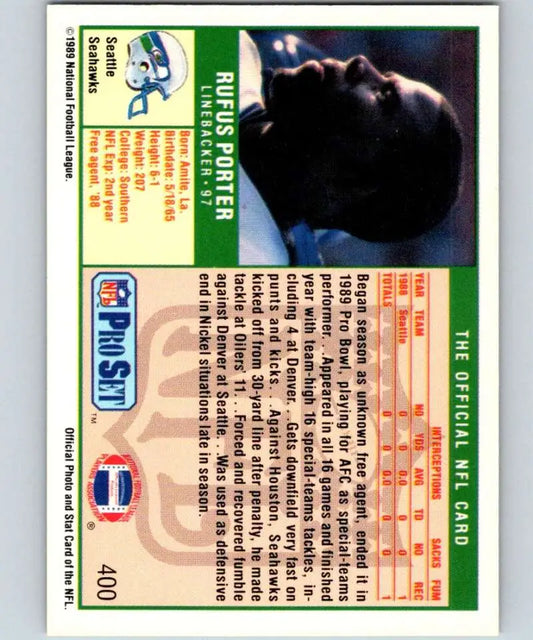 THE OFFICIAL NFL CARD
RUFUS PORTER
LINEBACKER • 97
Seattle
Seahawks
Born: Amite, La.
Birthdate: 5/18/65
Height: 6-1
Weight: 207
College: Southern
NFL Exp: 2nd year
Free agent, '88
INTERCEPTIONS SACKS FUM
YEAR TEAM NO YDS AVG TD NO REC
1988 Seattle 0 0 0.0 0 0 1
TOTALS 0 0 0.0 0 0 1
Began season as unknown free agent, ended it in
1989 Pro Bowl, playing for AFC as special-teams
performer . . . Appeared in all 16 games and finished
year with team-high 16 special-teams tackles, in-
cluding 4 at Denver. . . Gets downfield very fast on
punts and kicks. . . Against Houston, Seahawks
kicked off from 30-yard line after penalty, he made
tackle at Oilers' 11 . . . Forced and recovered fumble
against Denver at Seattle. . . Was used as defensive
end in Nickel situations late in season.
NFL PRO SET ™
® 400
© 1989 National Football League.
Official Photo and Stat Card of the NFL.